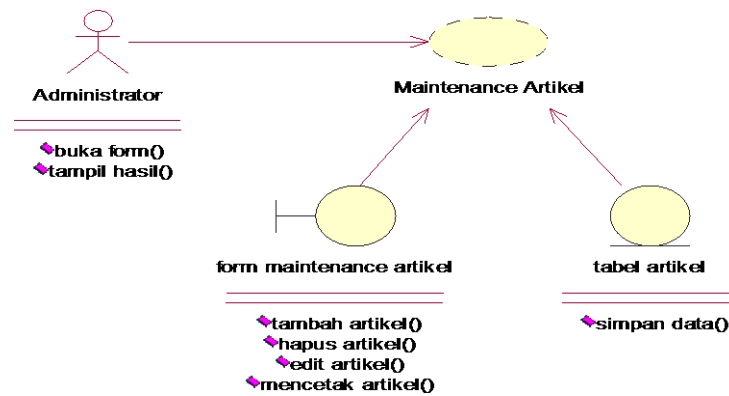 Administrator
buka form()
tampil hasil()
Maintenance Artikel
form maintenance artikel
tambah artikel()
hapus artikel()
edit artikel()
mencetak artikel()
tabel artikel
simpan data()